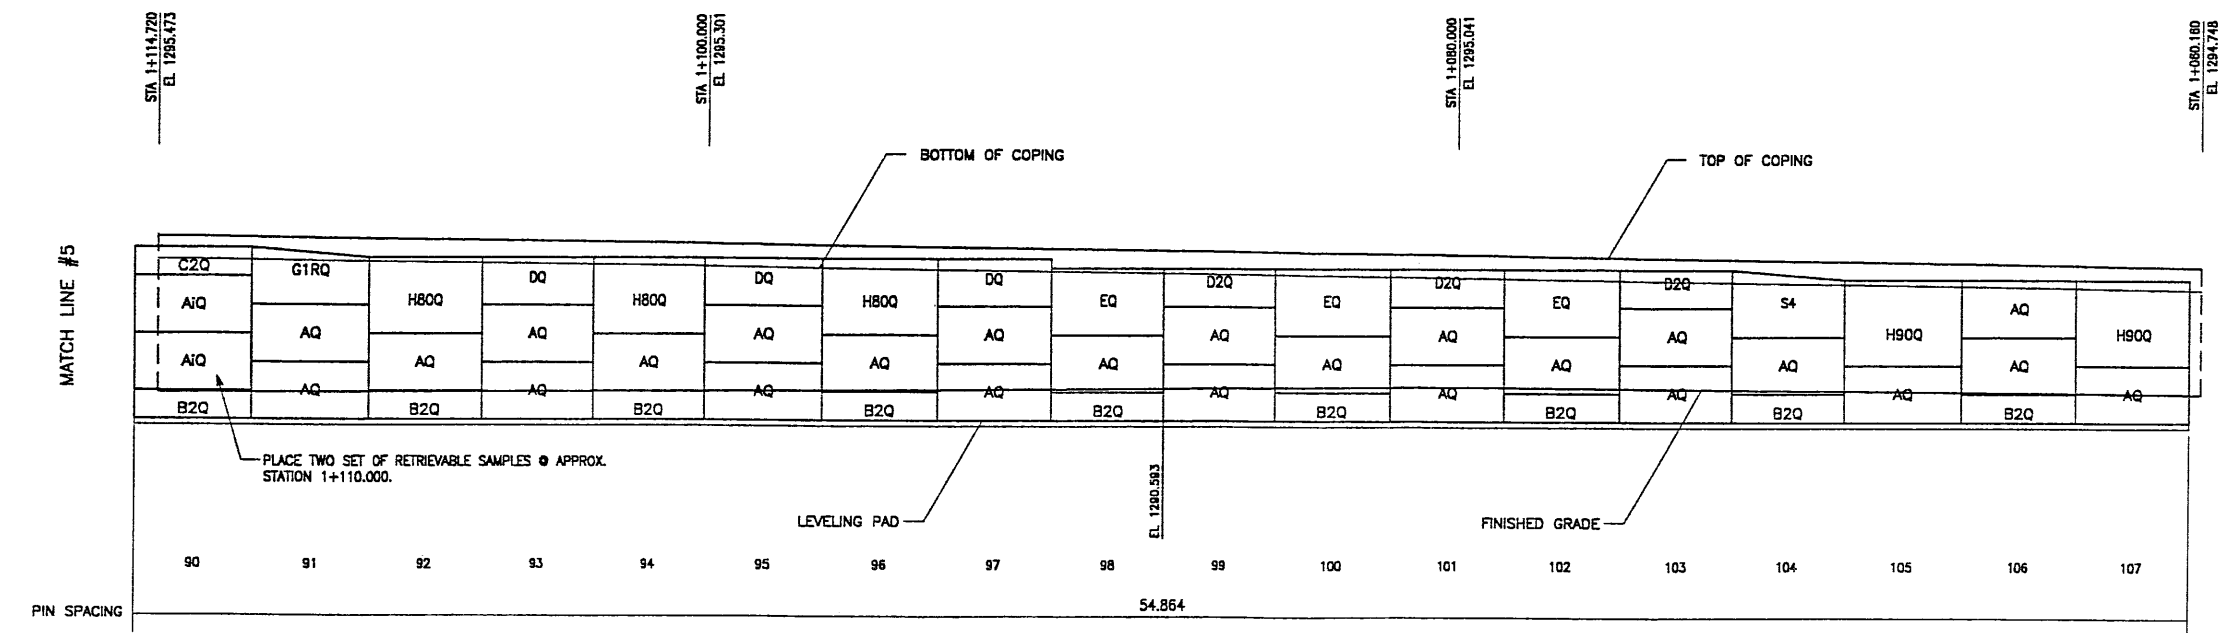 STA 1+114.720
EL 1295.473
STA 1+100.000
EL 1295.301
STA 1+080.000
EL 1295.041
STA 1+060.160
EL 1294.748
BOTTOM OF COPING
TOP OF COPING
MATCH LINE #5
C2Q G1RQ DQ DQ DQ D2Q D2Q D2Q
AiQ H80Q H80Q H80Q EQ EQ EQ S4 AQ
AQ AQ AQ AQ AQ AQ AQ H90Q H90Q
AiQ AQ AQ AQ AQ AQ AQ AQ AQ
AQ AQ AQ AQ AQ AQ AQ AQ AQ
B2Q B2Q B2Q B2Q B2Q B2Q B2Q B2Q B2Q
PLACE TWO SET OF RETRIEVABLE SAMPLES @ APPROX.
STATION 1+110.000.
EL 1290.593
LEVELING PAD
FINISHED GRADE
90 91 92 93 94 95 96 97 98 99 100 101 102 103 104 105 106 107
PIN SPACING
54.864